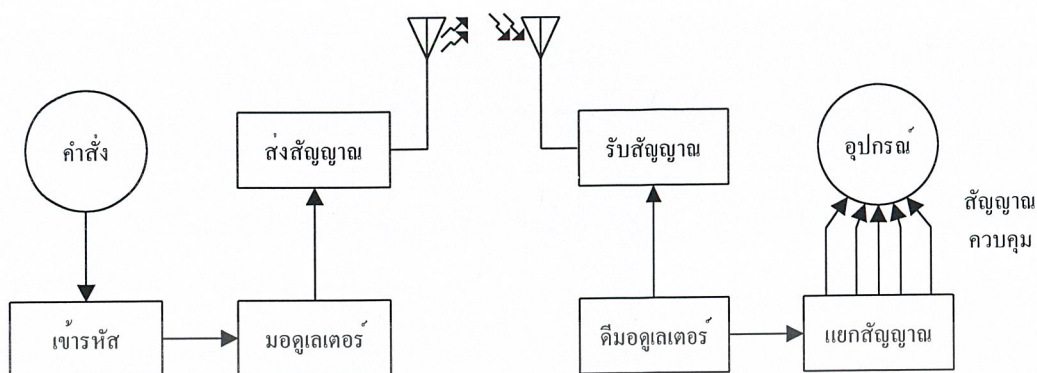 คำสั่ง
ส่งสัญญาณ
รับสัญญาณ
อุปกรณ์
สัญญาณ
ควบคุม
เข้ารหัส
มอดูเลเตอร์
ดีมอดูเลเตอร์
แยกสัญญาณ